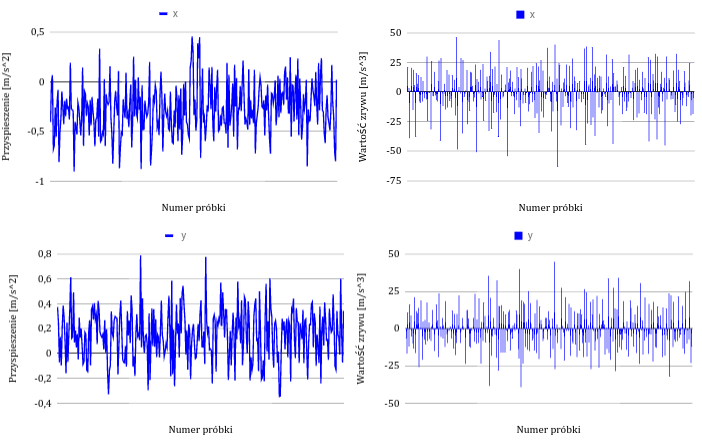 x
Przyspieszenie [m/s^2]
0,5
0
-0,5
-1
Numer próbki
x
Wartość zrywu [m/s^3]
50
25
0
-25
-50
-75
Numer próbki
y
Przyspieszenie [m/s^2]
0,8
0,6
0,4
0,2
0
-0,2
-0,4
Numer próbki
y
Wartość zrywu [m/s^3]
50
25
0
-25
-50
Numer próbki